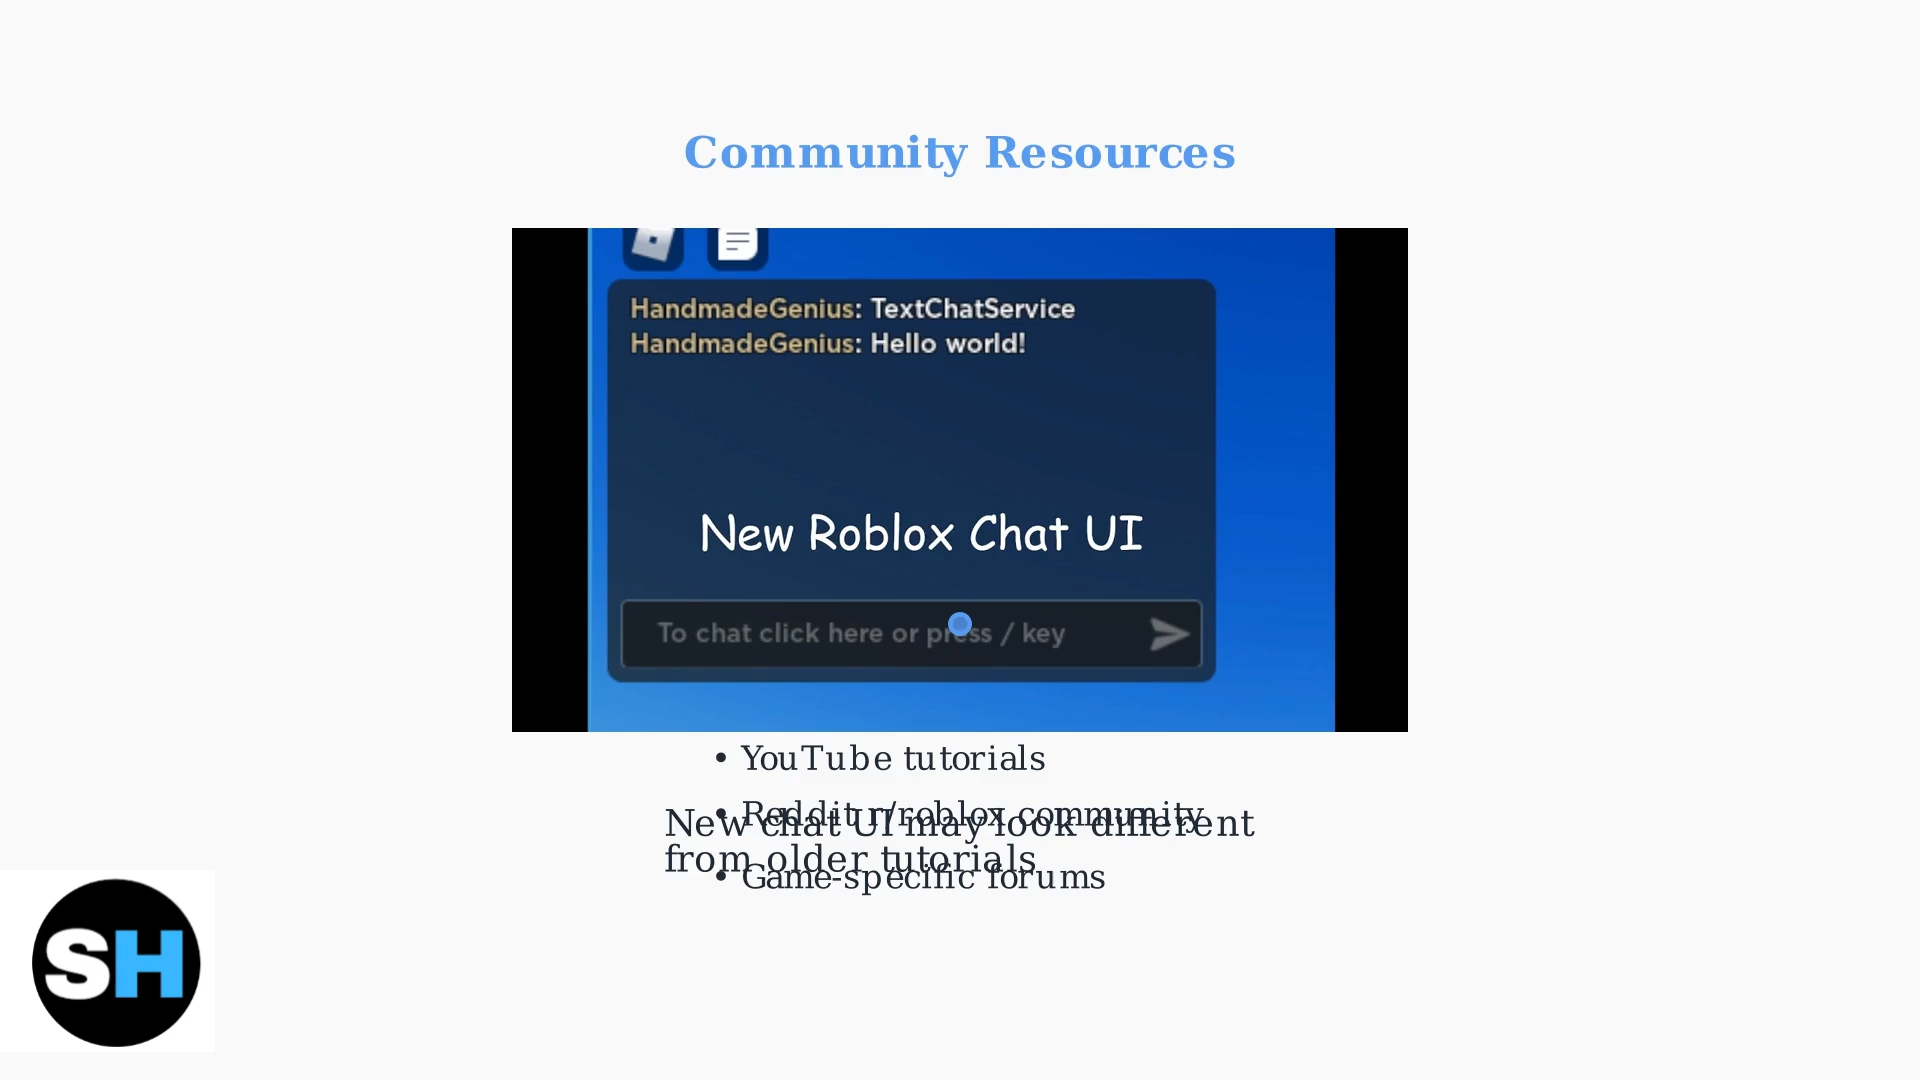 Community Resources
HandmadeGenius: TextChatService
HandmadeGenius: Hello world!
New Roblox Chat UI
To chat click here or press / key
• YouTube tutorials
• Reddit r/roblox community
New chat UI may look different
from older tutorials
• Game-specific forums
SH